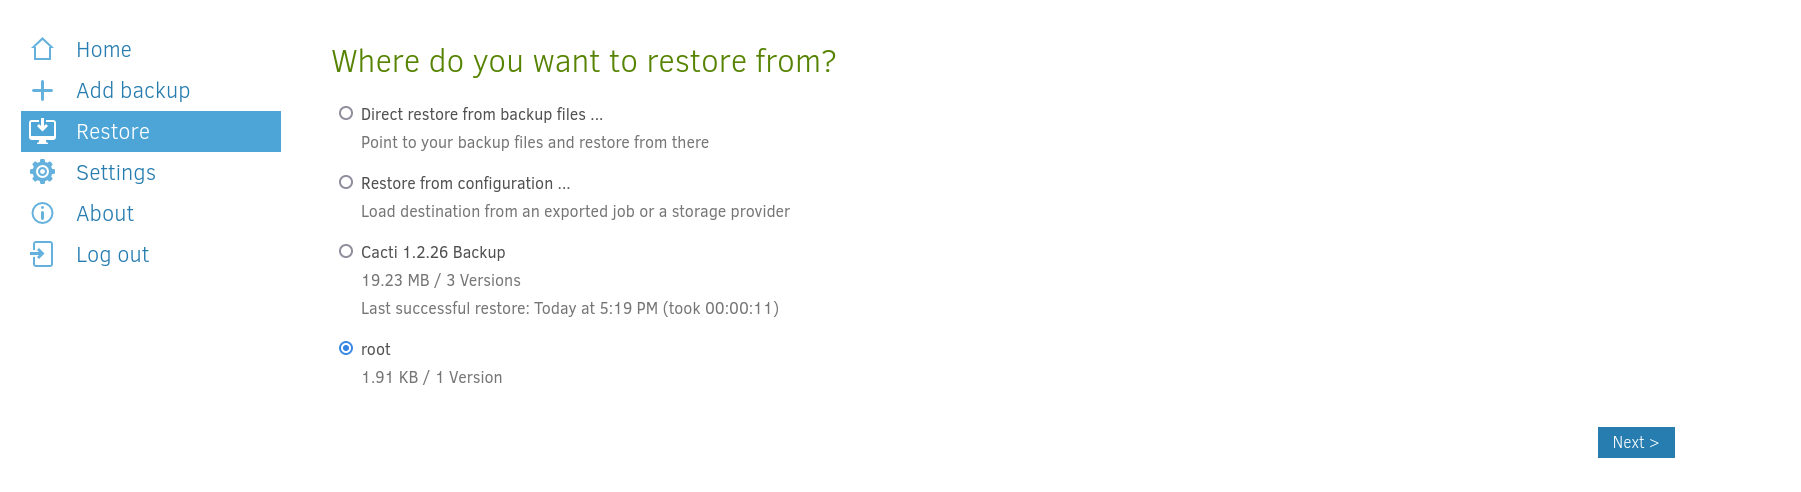 Home
Add backup
Restore
Settings
About
Log out
Where do you want to restore from?
Direct restore from backup files ...
Point to your backup files and restore from there
Restore from configuration ...
Load destination from an exported job or a storage provider
Cacti 1.2.26 Backup
19.23 MB / 3 Versions
Last successful restore: Today at 5:19 PM (took 00:00:11)
root
1.91 KB / 1 Version
Next >